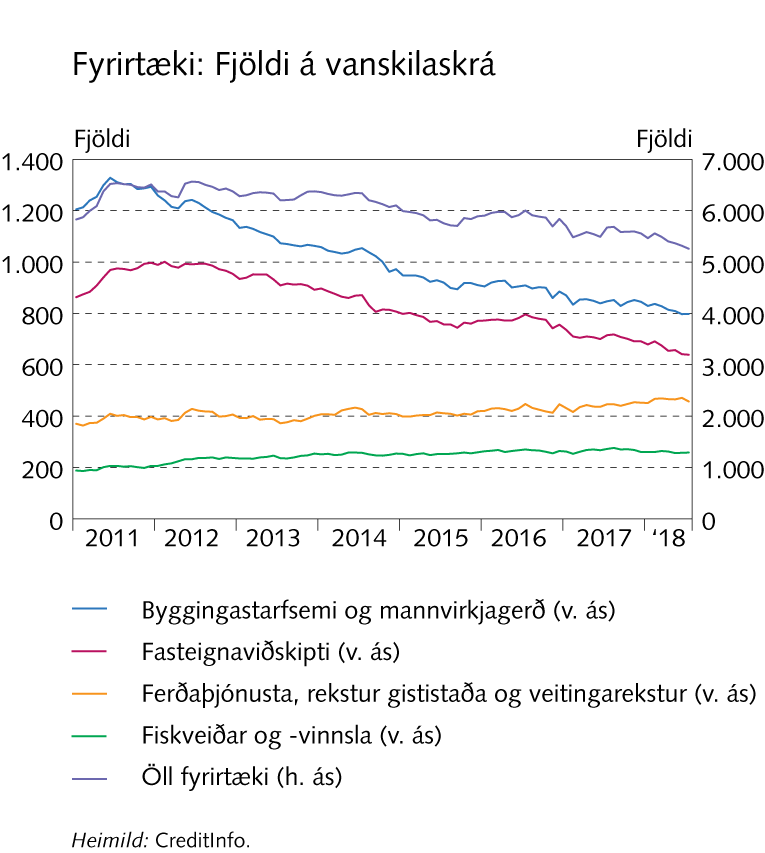 Fyrirtæki: Fjöldi á vanskilaskrá
Fjöldi Fjöldi
1.400 7.000
1.200 6.000
1.000 5.000
800 4.000
600 3.000
400 2.000
200 1.000
0 0
2011 2012 2013 2014 2015 2016 2017 ‘18
Byggingastarfsemi og mannvirkjagerð (v. ás)
Fasteignaviðskipti (v. ás)
Ferðaþjónusta, rekstur gististaða og veitingarekstur (v. ás)
Fiskveiðar og -vinnsla (v. ás)
Öll fyrirtæki (h. ás)
Heimild: CreditInfo.